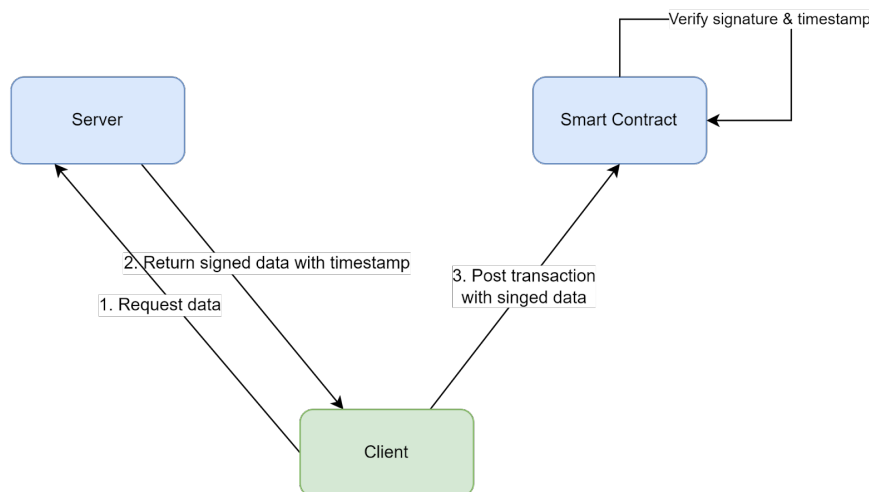 Verify signature & timestamp
Server
Smart Contract
2. Return signed data with timestamp
3. Post transaction
with singed data
1. Request data
Client